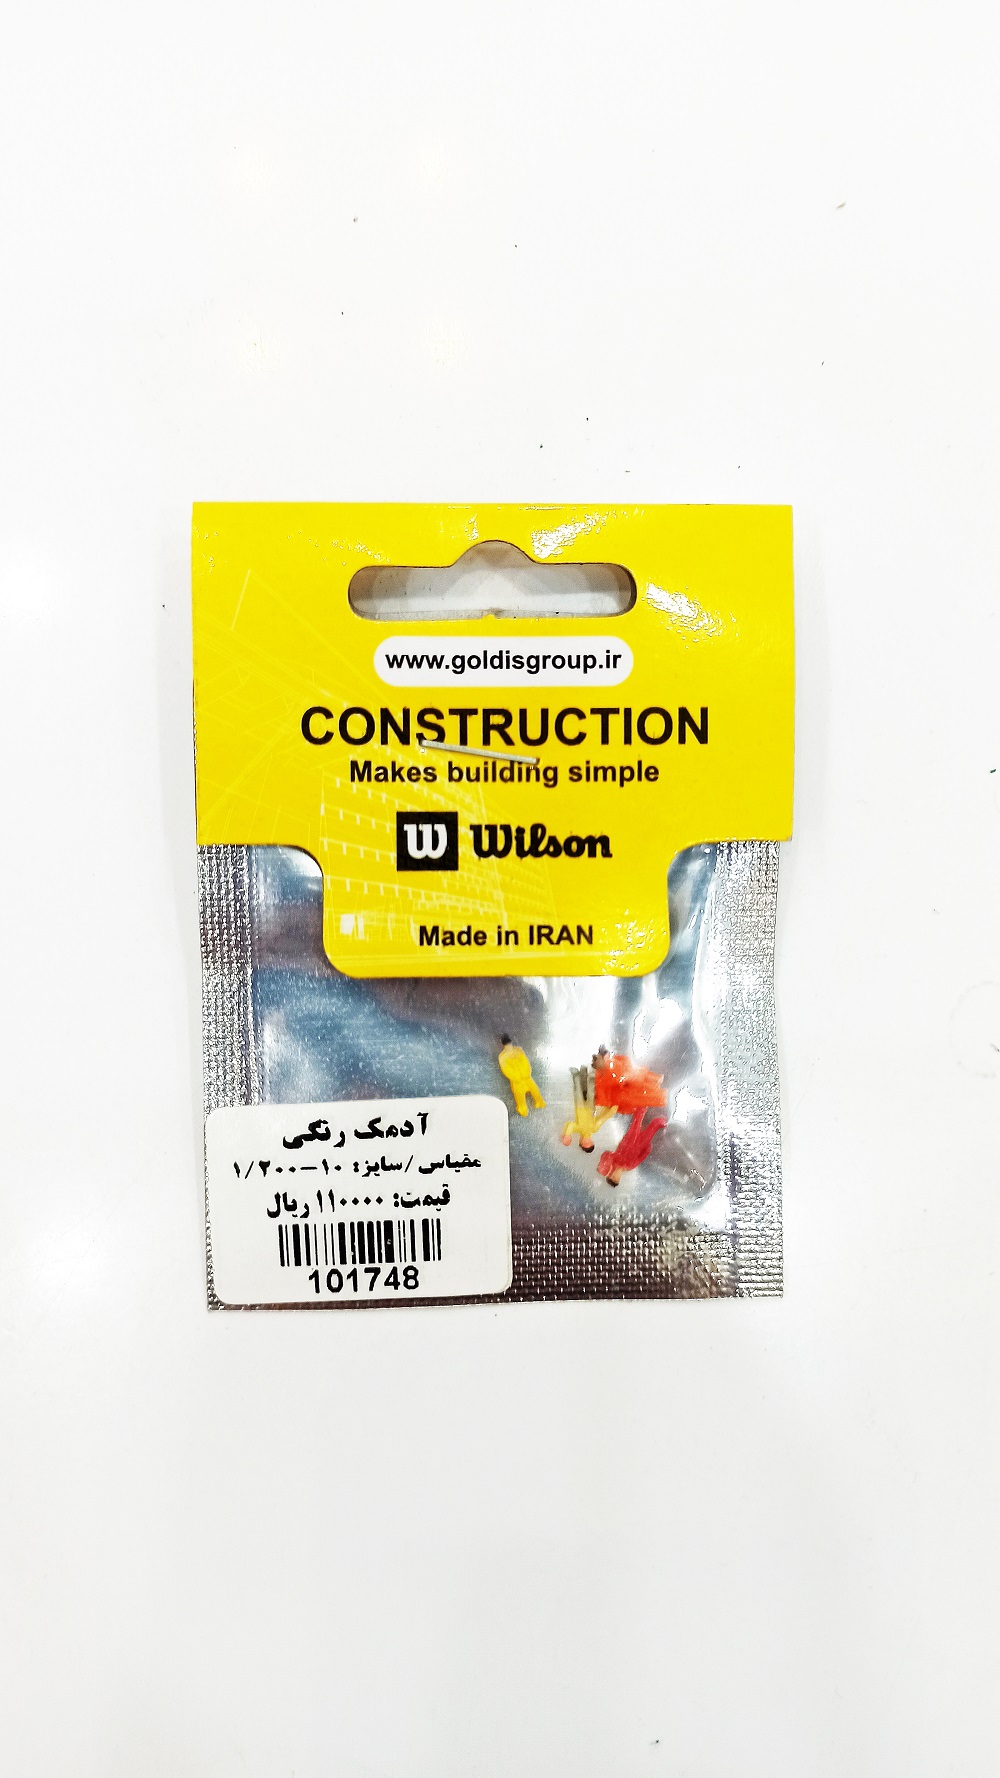 www.goldisgroup.ir
CONSTRUCTION
Makes building simple
W Wilson
Made in IRAN
آدمک رنگی
مقیاس/سایز: ۱۰-۱/۲۰۰
قیمت: ۱۱۰۰۰۰ ریال
101748